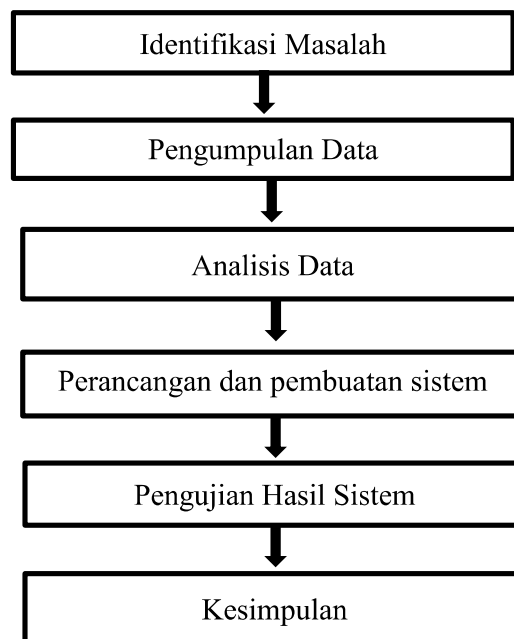 Identifikasi Masalah
Pengumpulan Data
Analisis Data
Perancangan dan pembuatan sistem
Pengujian Hasil Sistem
Kesimpulan